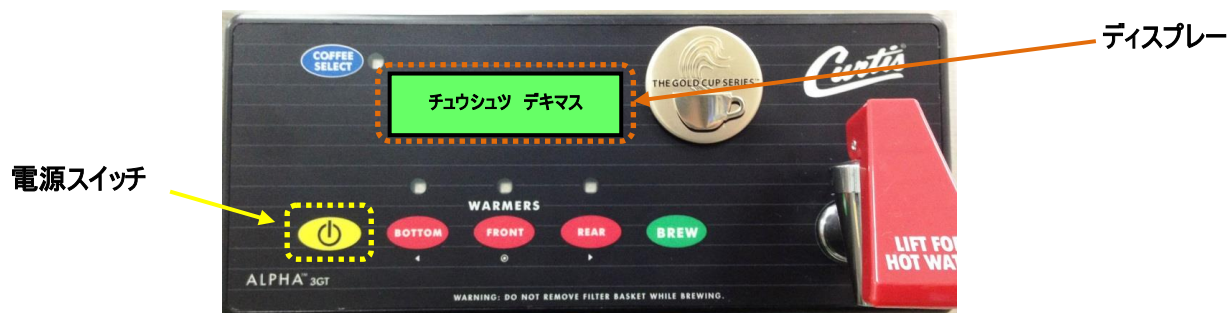 ディスプレー
COFFEE
SELECT
チュウシュツ デキマス
THE GOLD CUP SERIES™
Curtis®
電源スイッチ
WARMERS
BOTTOM
FRONT
REAR
BREW
LIFT FO
HOT WAT
ALPHA™ 3GT
WARNING: DO NOT REMOVE FILTER BASKET WHILE BREWING.